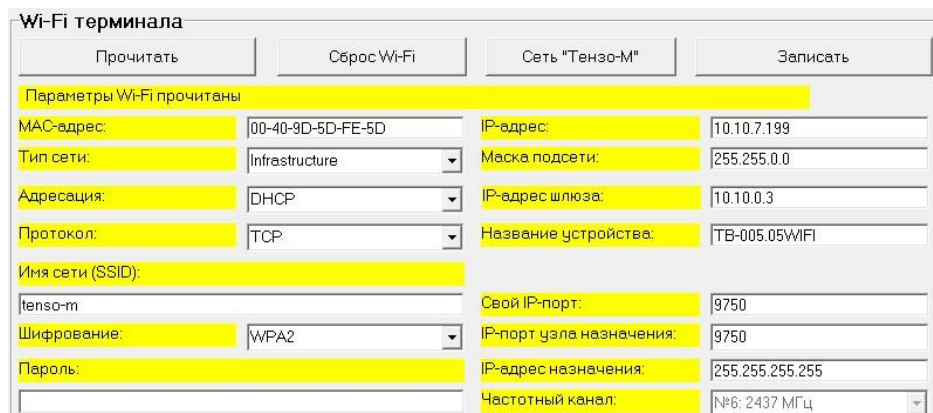 Wi-Fi терминала
Прочитать Сброс Wi-Fi Сеть "Тензо-М" Записать
Параметры Wi-Fi прочитаны
MAC-адрес: 00-40-9D-5D-FE-5D IP-адрес: 10.10.7.199
Тип сети: Infrastructure Маска подсети: 255.255.0.0
Адресация: DHCP IP-адрес шлюза: 10.10.0.3
Протокол: TCP Название устройства: TB-005.05WIFI
Имя сети (SSID):
tenso-m Свой IP-порт: 9750
Шифрование: WPA2 IP-порт узла назначения: 9750
Пароль: IP-адрес назначения: 255.255.255.255
Частотный канал: №6: 2437 МГц